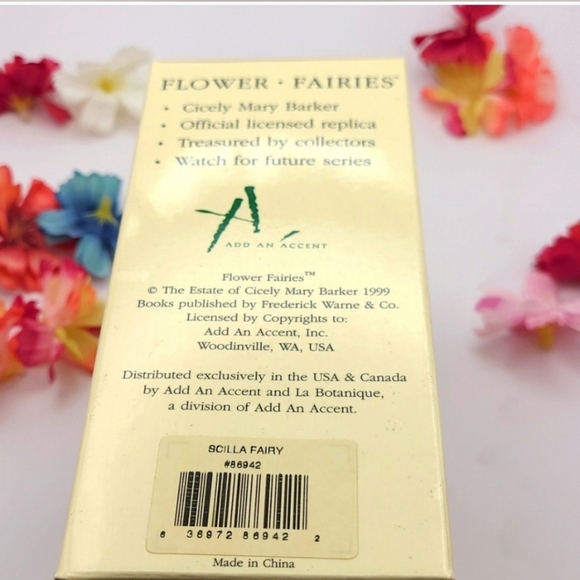 FLOWER · FAIRIES™
• Cicely Mary Barker
• Official licensed replica
• Treasured by collectors
• Watch for future series
A
ADD AN ACCENT
Flower Fairies™
© The Estate of Cicely Mary Barker 1999
Books published by Frederick Warne & Co.
Licensed by Copyrights to:
Add An Accent, Inc.
Woodinville, WA, USA
Distributed exclusively in the USA & Canada
by Add An Accent and La Botanique,
a division of Add An Accent.
SCILLA FAIRY
#86942
6 36972 86942 2
Made in China